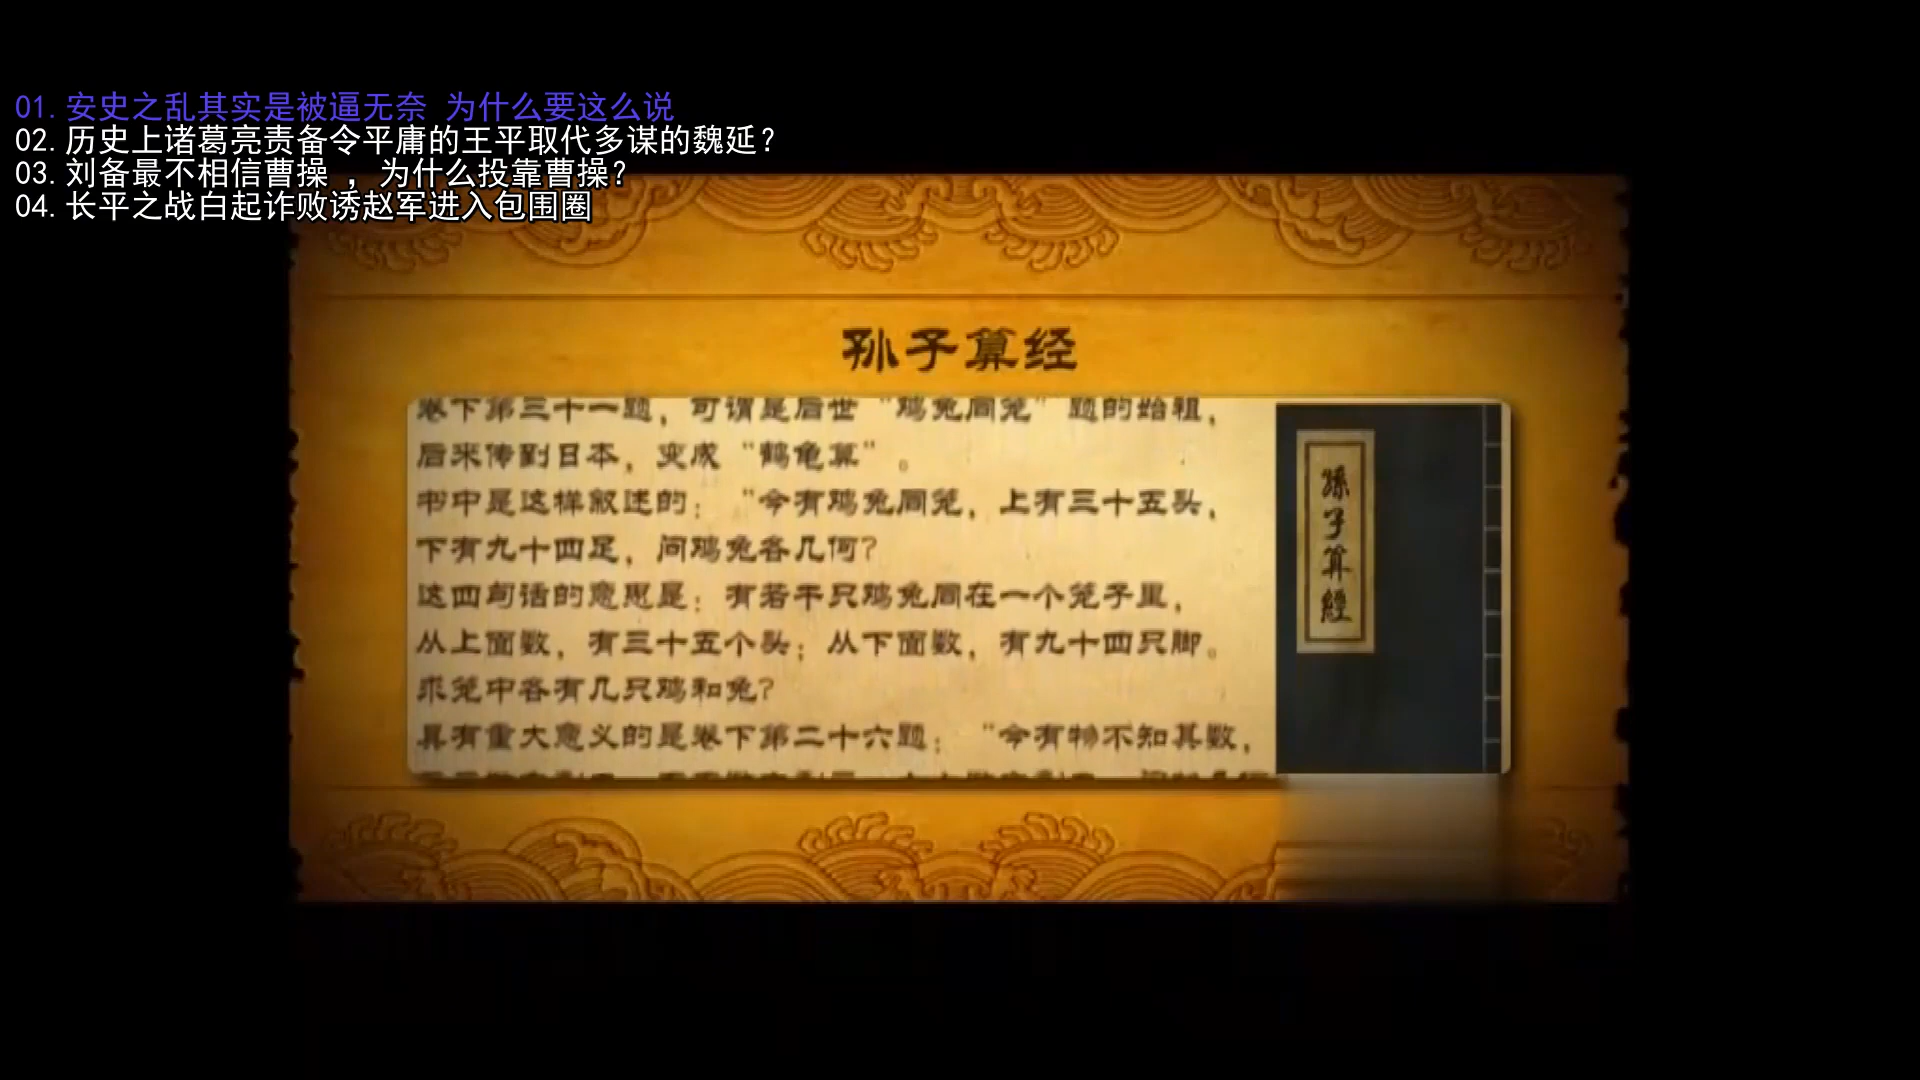 01. 安史之乱其实是被逼无奈 为什么要这么说
02. 历史上诸葛亮责备令平庸的王平取代多谋的魏延？
03. 刘备最不相信曹操 ，为什么投靠曹操？
04. 长平之战白起诈败诱赵军进入包围圈
孙子算经
卷下第三十一题，可谓是后世“鸡兔同笼”题的始祖，
后来传到日本，变成“鹤龟算”。
书中是这样叙述的：“今有鸡兔同笼，上有三十五头，
下有九十四足，问鸡兔各几何？
这四句话的意思是：有若干只鸡兔同在一个笼子里，
从上面数，有三十五个头；从下面数，有九十四只脚。
求笼中各有几只鸡和兔？
具有重大意义的是卷下第二十六题：“今有物不知其数，
孫子算經